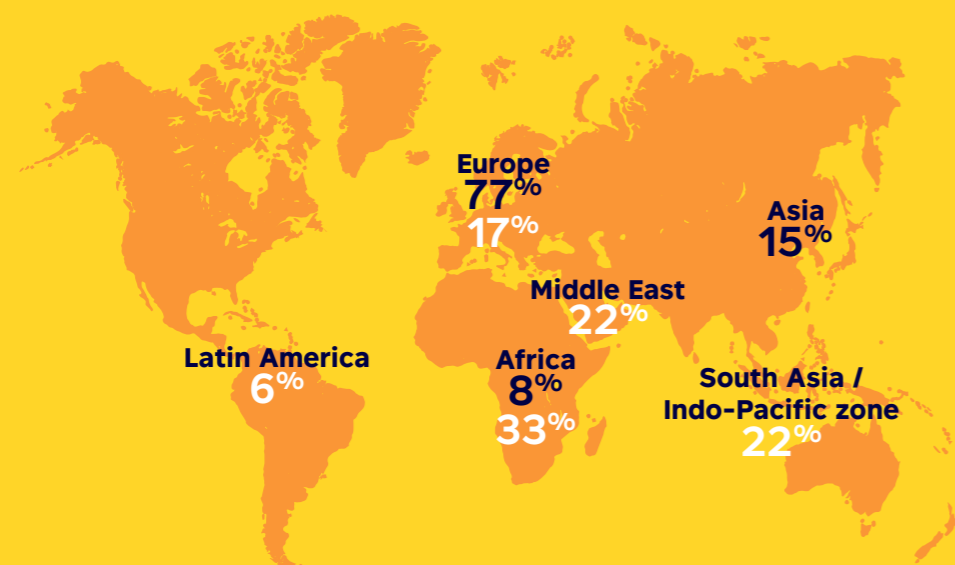 Europe
77%
17%
Asia
15%
Middle East
22%
Latin America
6%
Africa
8%
33%
South Asia /
Indo-Pacific zone
22%